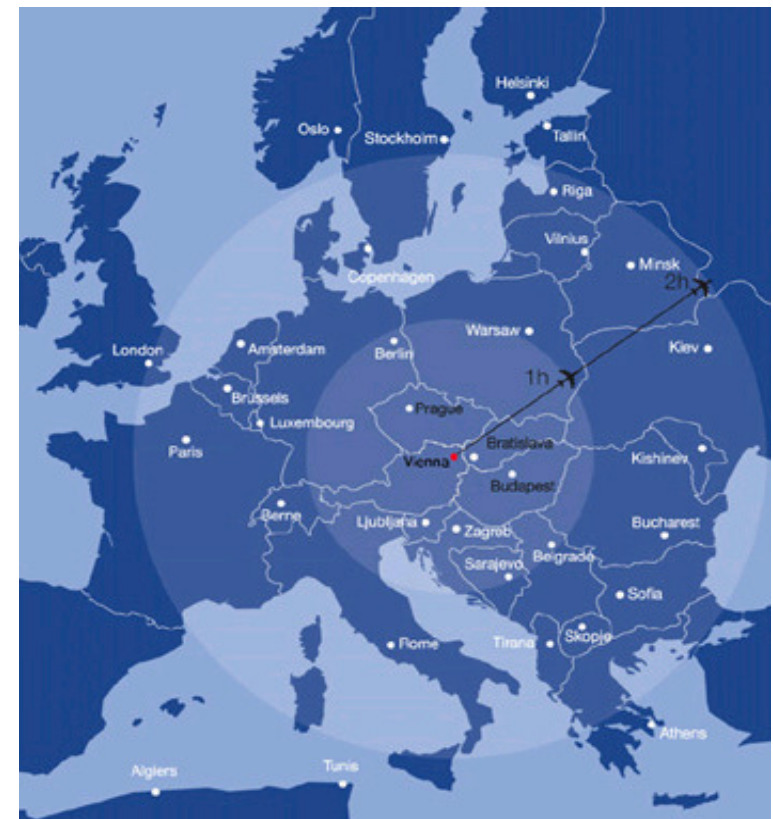 Helsinki
Oslo
Stockholm
Tallin
Riga
Vilnius
Copenhagen
Minsk
2h
London
Amsterdam
Berlin
Warsaw
Kiev
1h
Brussels
Prague
Luxembourg
Paris
Vienna
Bratislava
Kishinev
Budapest
Berne
Ljubljana
Zagreb
Bucharest
Belgrade
Sarajevo
Sofia
Rome
Tirana
Skopje
Athens
Algiers
Tunis